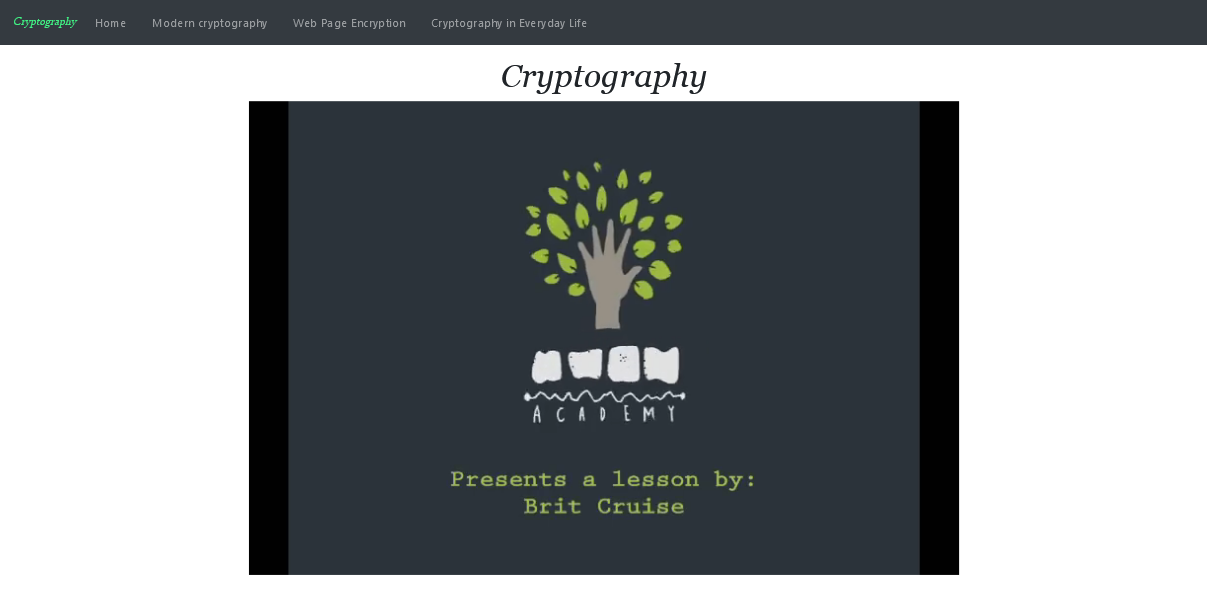 Cryptography Home Modern cryptography Web Page Encryption Cryptography in Everyday Life
Cryptography
ACADEMY
Presents a lesson by:
Brit Cruise